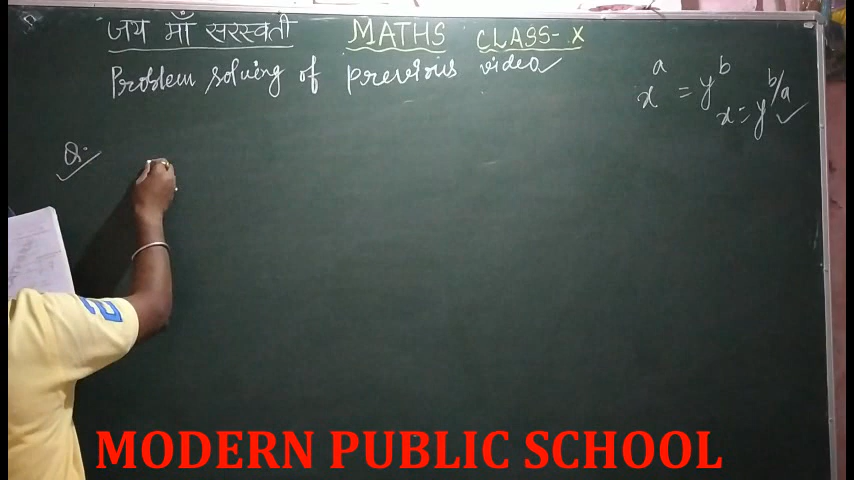 जय माँ सरस्वती MATHS CLASS-X
Problem solving of previous video
x^a = y^b
x = y^b/a
Q:
MODERN PUBLIC SCHOOL